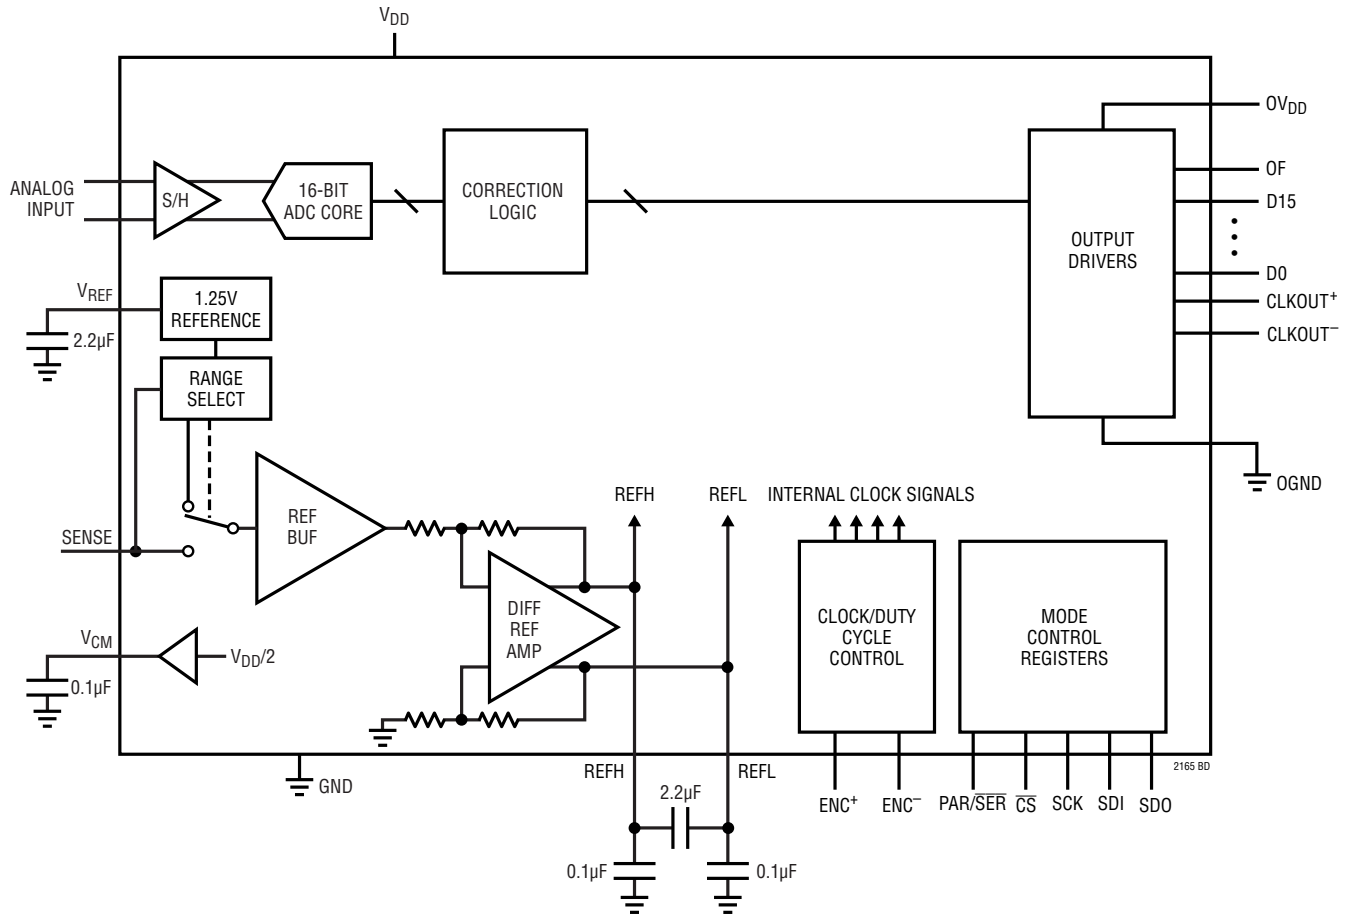 VDD
OVDD
OF
D15
D0
CLKOUT+
CLKOUT–
OGND
ANALOG
INPUT
S/H
16-BIT
ADC CORE
CORRECTION
LOGIC
OUTPUT
DRIVERS
VREF
2.2µF
1.25V
REFERENCE
RANGE
SELECT
SENSE
REF
BUF
REFH
REFL
INTERNAL CLOCK SIGNALS
DIFF
REF
AMP
CLOCK/DUTY
CYCLE
CONTROL
MODE
CONTROL
REGISTERS
VCM
0.1µF
VDD/2
GND
REFH
REFL
2.2µF
0.1µF
0.1µF
ENC+
ENC–
PAR/SER
CS
SCK
SDI
SDO
2165 BD